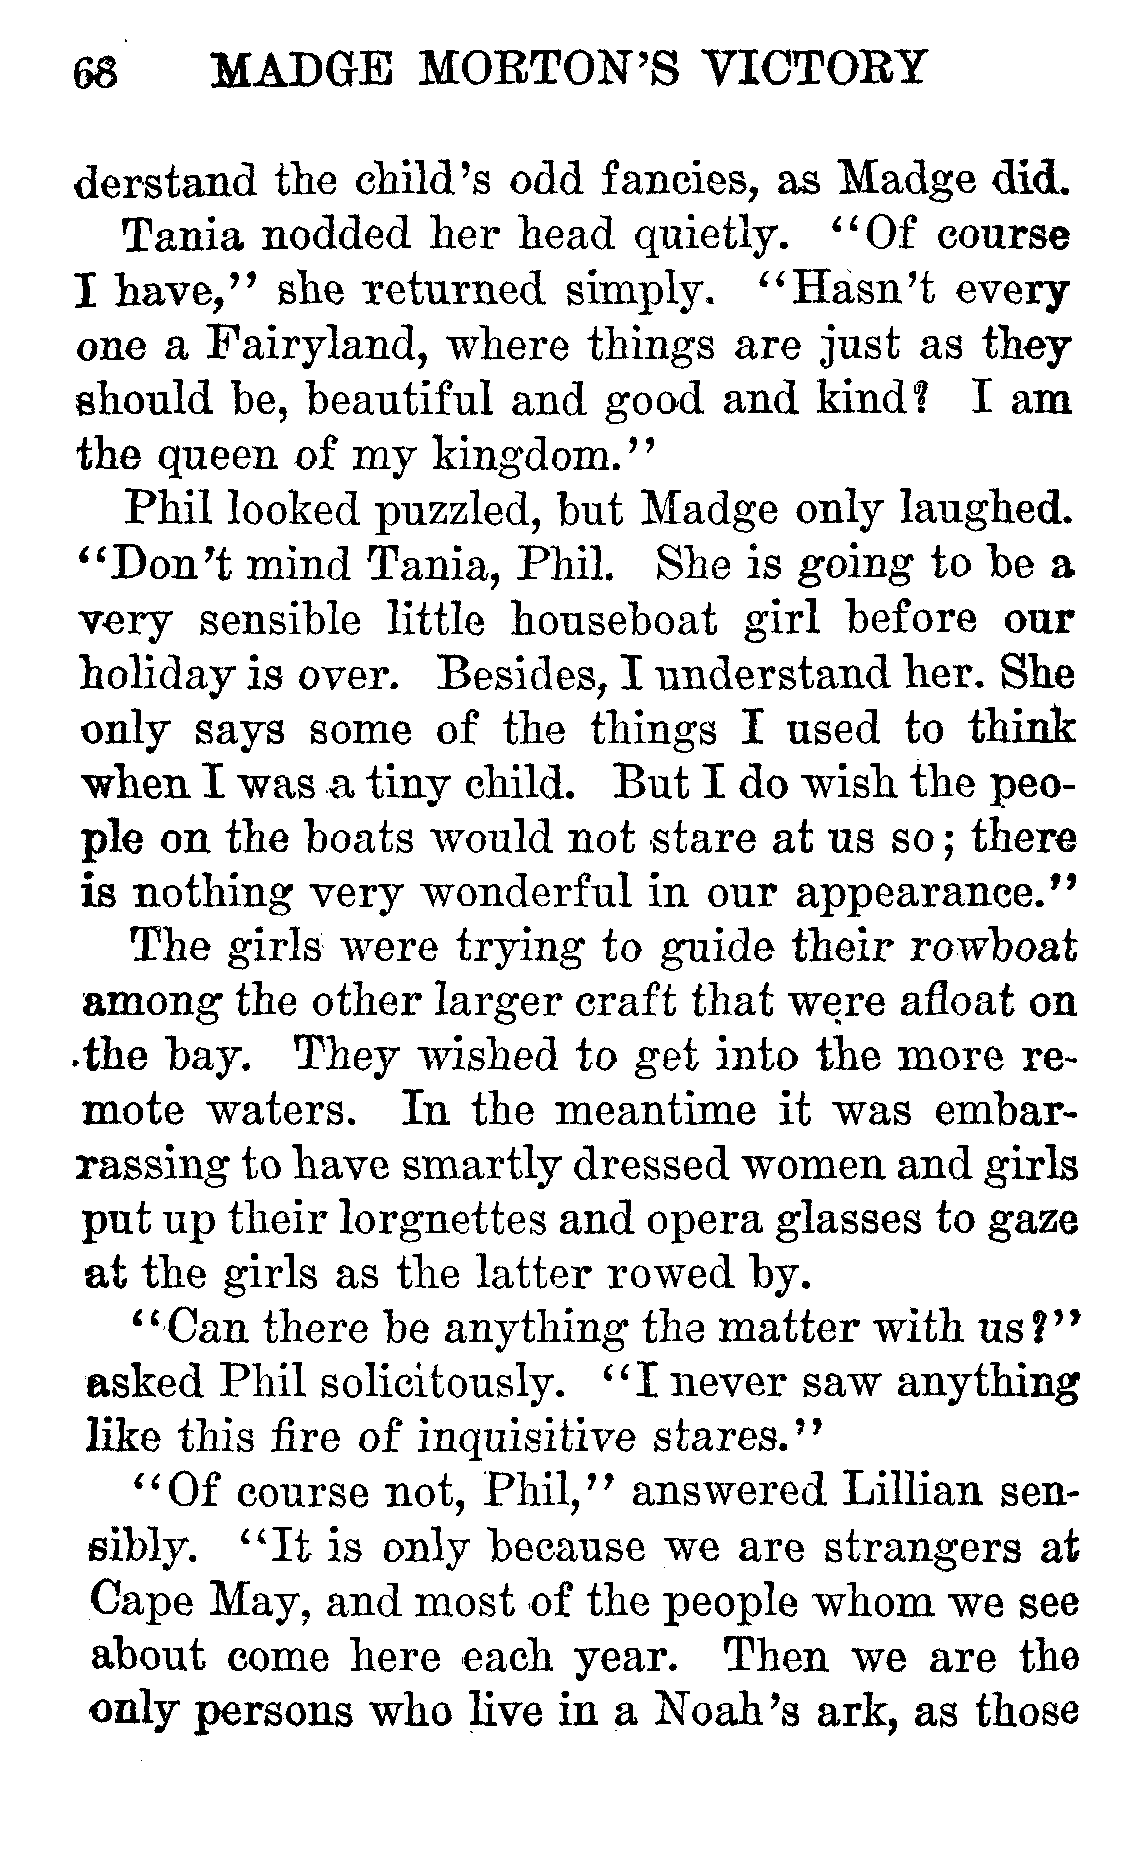 68 MADGE MORTON'S VICTORY
derstand the child's odd fancies, as Madge did.
Tania nodded her head quietly. "Of course
I have," she returned simply. "Hasn't every
one a Fairyland, where things are just as they
should be, beautiful and good and kind? I am
the queen of my kingdom."
Phil looked puzzled, but Madge only laughed.
"Don't mind Tania, Phil. She is going to be a
very sensible little houseboat girl before our
holiday is over. Besides, I understand her. She
only says some of the things I used to think
when I was a tiny child. But I do wish the peo-
ple on the boats would not stare at us so; there
is nothing very wonderful in our appearance."
The girls were trying to guide their rowboat
among the other larger craft that were afloat on
the bay. They wished to get into the more re-
mote waters. In the meantime it was embar-
rassing to have smartly dressed women and girls
put up their lorgnettes and opera glasses to gaze
at the girls as the latter rowed by.
"Can there be anything the matter with us?"
asked Phil solicitously. "I never saw anything
like this fire of inquisitive stares."
"Of course not, Phil," answered Lillian sen-
sibly. "It is only because we are strangers at
Cape May, and most of the people whom we see
about come here each year. Then we are the
only persons who live in a Noah's ark, as those